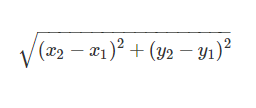 √((x₂ − x₁)² + (y₂ − y₁)²)